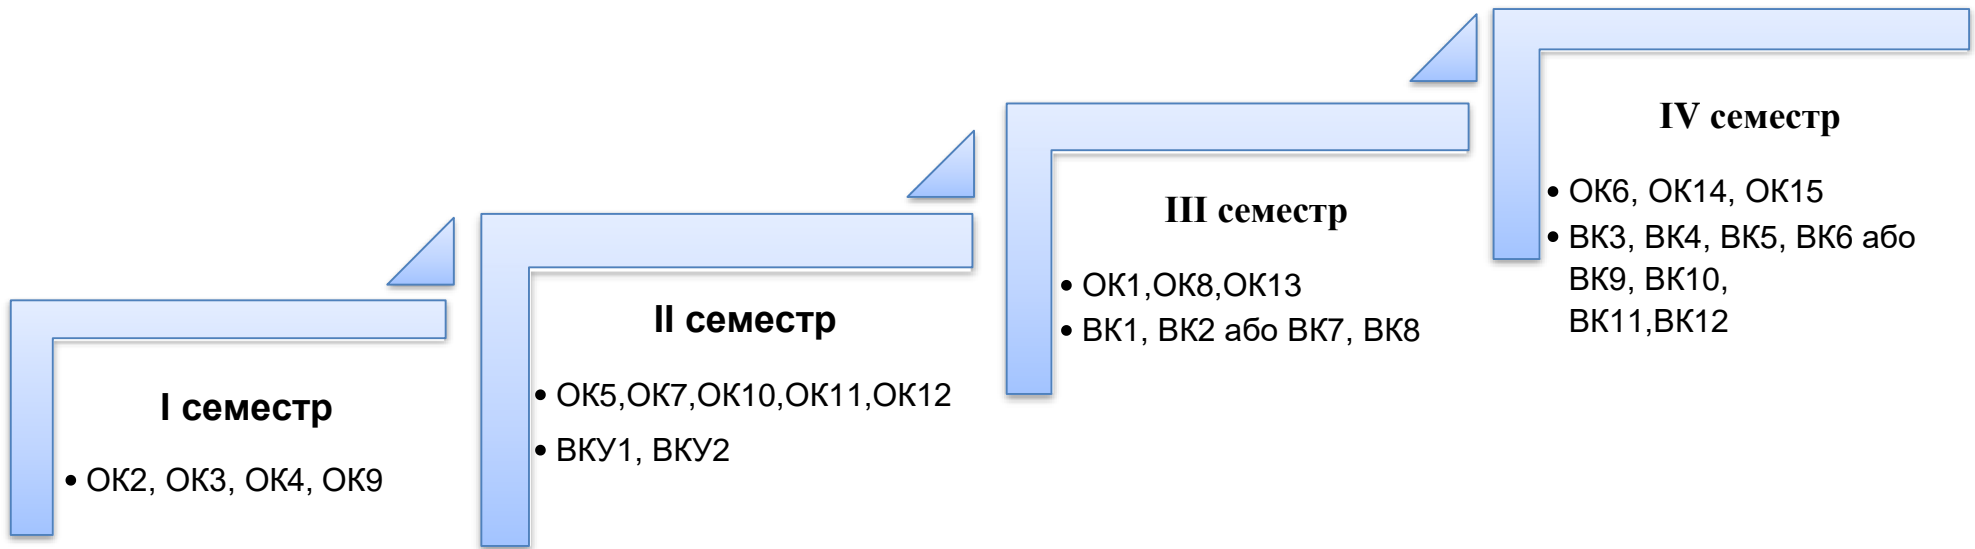 I семестр
• ОК2, ОК3, ОК4, ОК9
II семестр
• ОК5,ОК7,ОК10,ОК11,ОК12
• ВКУ1, ВКУ2
III семестр
• ОК1,ОК8,ОК13
• ВК1, ВК2 або ВК7, ВК8
IV семестр
• ОК6, ОК14, ОК15
• ВК3, ВК4, ВК5, ВК6 або
ВК9, ВК10,
ВК11,ВК12